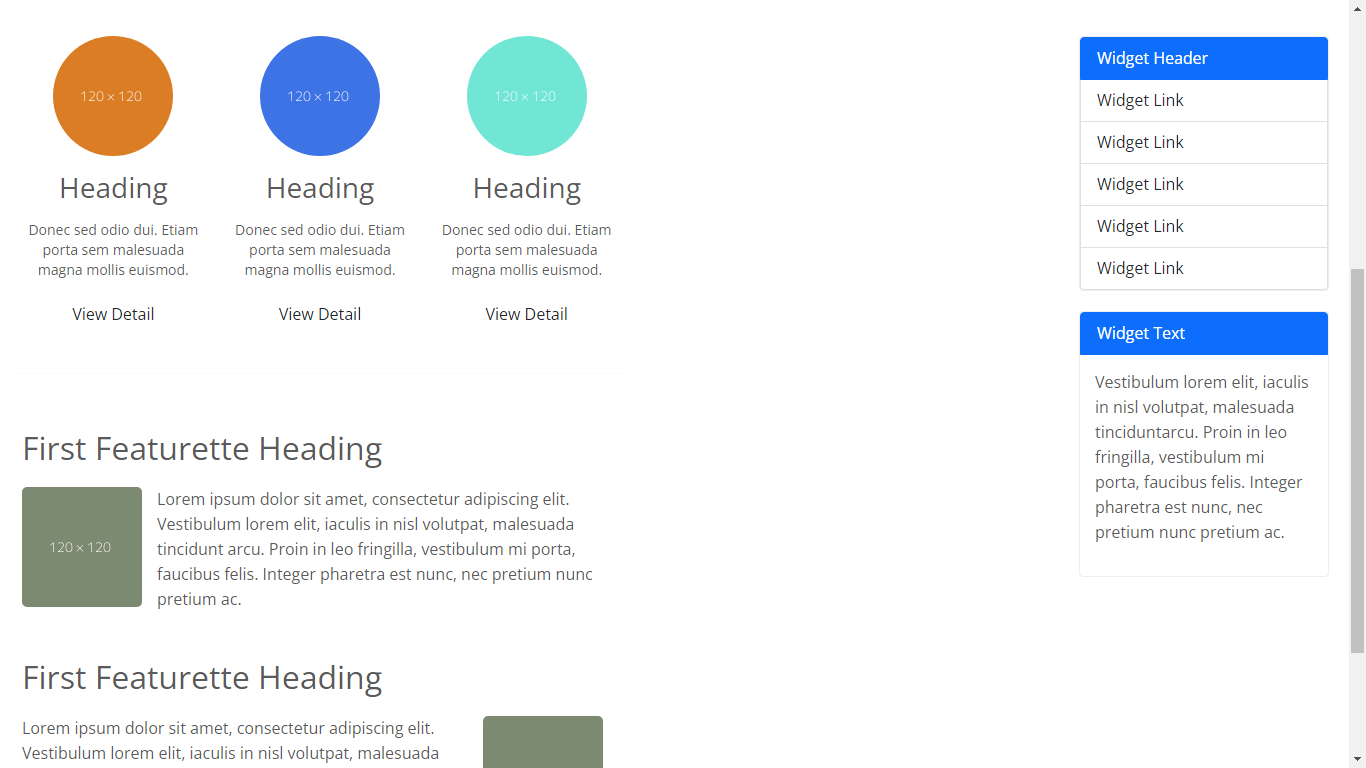 120 × 120
120 × 120
120 × 120
Heading
Heading
Heading
Donec sed odio dui. Etiam
porta sem malesuada
magna mollis euismod.
Donec sed odio dui. Etiam
porta sem malesuada
magna mollis euismod.
Donec sed odio dui. Etiam
porta sem malesuada
magna mollis euismod.
View Detail
View Detail
View Detail
First Featurette Heading
120 × 120
Lorem ipsum dolor sit amet, consectetur adipiscing elit.
Vestibulum lorem elit, iaculis in nisl volutpat, malesuada
tincidunt arcu. Proin in leo fringilla, vestibulum mi porta,
faucibus felis. Integer pharetra est nunc, nec pretium nunc
pretium ac.
First Featurette Heading
Lorem ipsum dolor sit amet, consectetur adipiscing elit.
Vestibulum lorem elit, iaculis in nisl volutpat, malesuada
Widget Header
Widget Link
Widget Link
Widget Link
Widget Link
Widget Link
Widget Text
Vestibulum lorem elit, iaculis
in nisl volutpat, malesuada
tinciduntarcu. Proin in leo
fringilla, vestibulum mi
porta, faucibus felis. Integer
pharetra est nunc, nec
pretium nunc pretium ac.